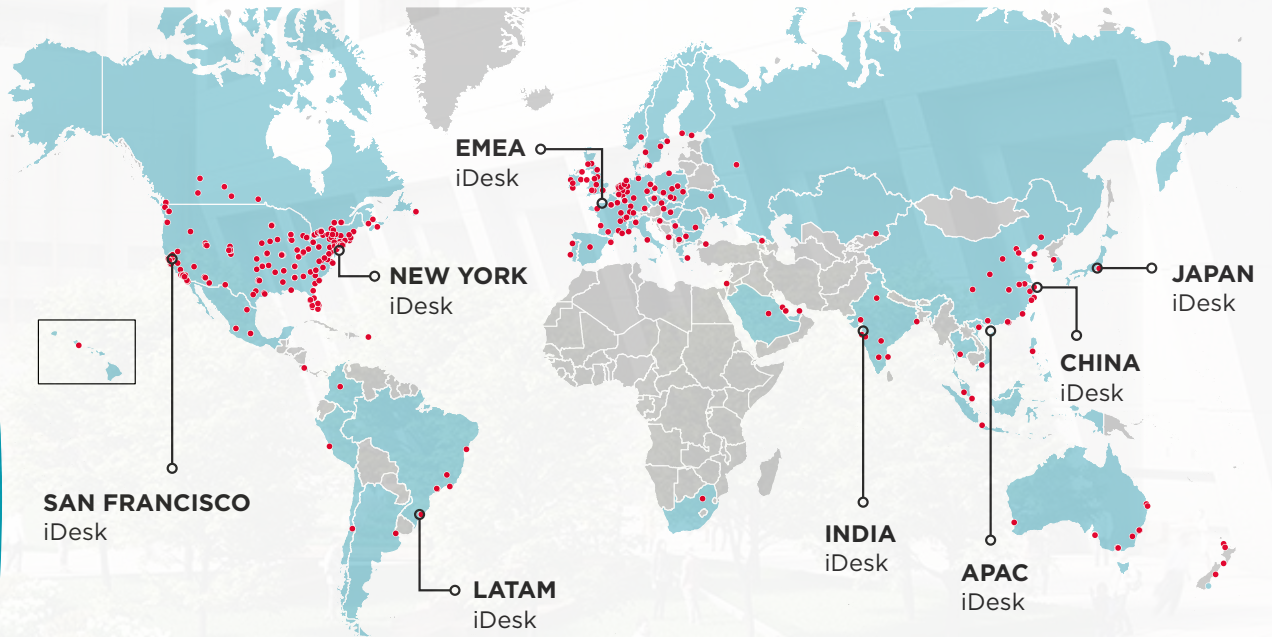 EMEA
iDesk
NEW YORK
iDesk
JAPAN
iDesk
CHINA
iDesk
SAN FRANCISCO
iDesk
INDIA
iDesk
APAC
iDesk
LATAM
iDesk